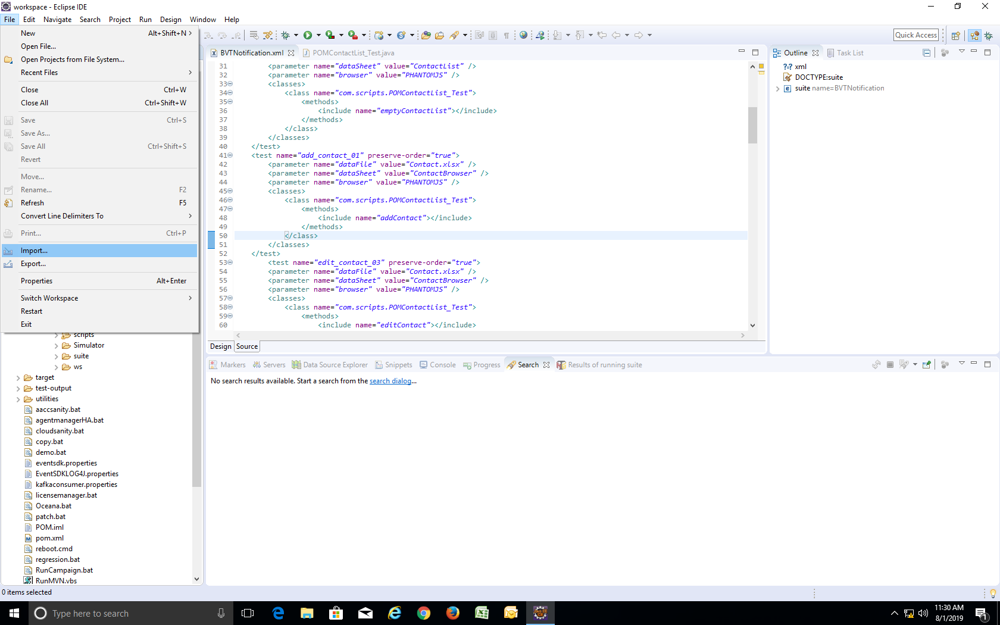 workspace - Eclipse IDE
File Edit Navigate Search Project Run Design Window Help
New Alt+Shift+N
Open File...
Open Projects from File System...
Recent Files
Close Ctrl+W
Close All Ctrl+Shift+W
Save Ctrl+S
Save As...
Save All Ctrl+Shift+S
Revert
Move...
Rename... F2
Refresh F5
Convert Line Delimiters To
Print... Ctrl+P
Import...
Export...
Properties Alt+Enter
Switch Workspace
Restart
Exit
scripts
Simulator
suite
ws
target
test-output
utilities
aaccsanity.bat
agentmanagerHA.bat
cloudsanity.bat
copy.bat
demo.bat
eventsdk.properties
EventSDKLOG4J.properties
kafkaconsumer.properties
licensemanager.bat
Oceana.bat
patch.bat
POM.iml
pom.xml
reboot.cmd
regression.bat
RunCampaign.bat
RunMVN.vbs
Quick Access
BVTNotification.xml POMContactList_Test.java
31 <parameter name="dataSheet" value="ContactList" />
32 <parameter name="browser" value="PHANTOMJS" />
33 <classes>
34 <class name="com.scripts.POMContactList_Test">
35 <methods>
36 <include name="emptyContactList"></include>
37 </methods>
38 </class>
39 </classes>
40 </test>
41 <test name="add_contact_01" preserve-order="true">
42 <parameter name="dataFile" value="Contact.xlsx" />
43 <parameter name="dataSheet" value="ContactBrowser" />
44 <parameter name="browser" value="PHANTOMJS" />
45 <classes>
46 <class name="com.scripts.POMContactList_Test">
47 <methods>
48 <include name="addContact"></include>
49 </methods>
50 </class>
51 </classes>
52 </test>
53 <test name="edit_contact_03" preserve-order="true">
54 <parameter name="dataFile" value="Contact.xlsx" />
55 <parameter name="dataSheet" value="ContactBrowser" />
56 <parameter name="browser" value="PHANTOMJS" />
57 <classes>
58 <class name="com.scripts.POMContactList_Test">
59 <methods>
60 <include name="editContact"></include>
Design Source
Outline Task List
?-? xml
DOCTYPE:suite
e suite name=BVTNotification
Markers Servers Data Source Explorer Snippets Console Progress Search Results of running suite
No search results available. Start a search from the search dialog...
0 items selected
Type here to search
11:30 AM
8/1/2019
1